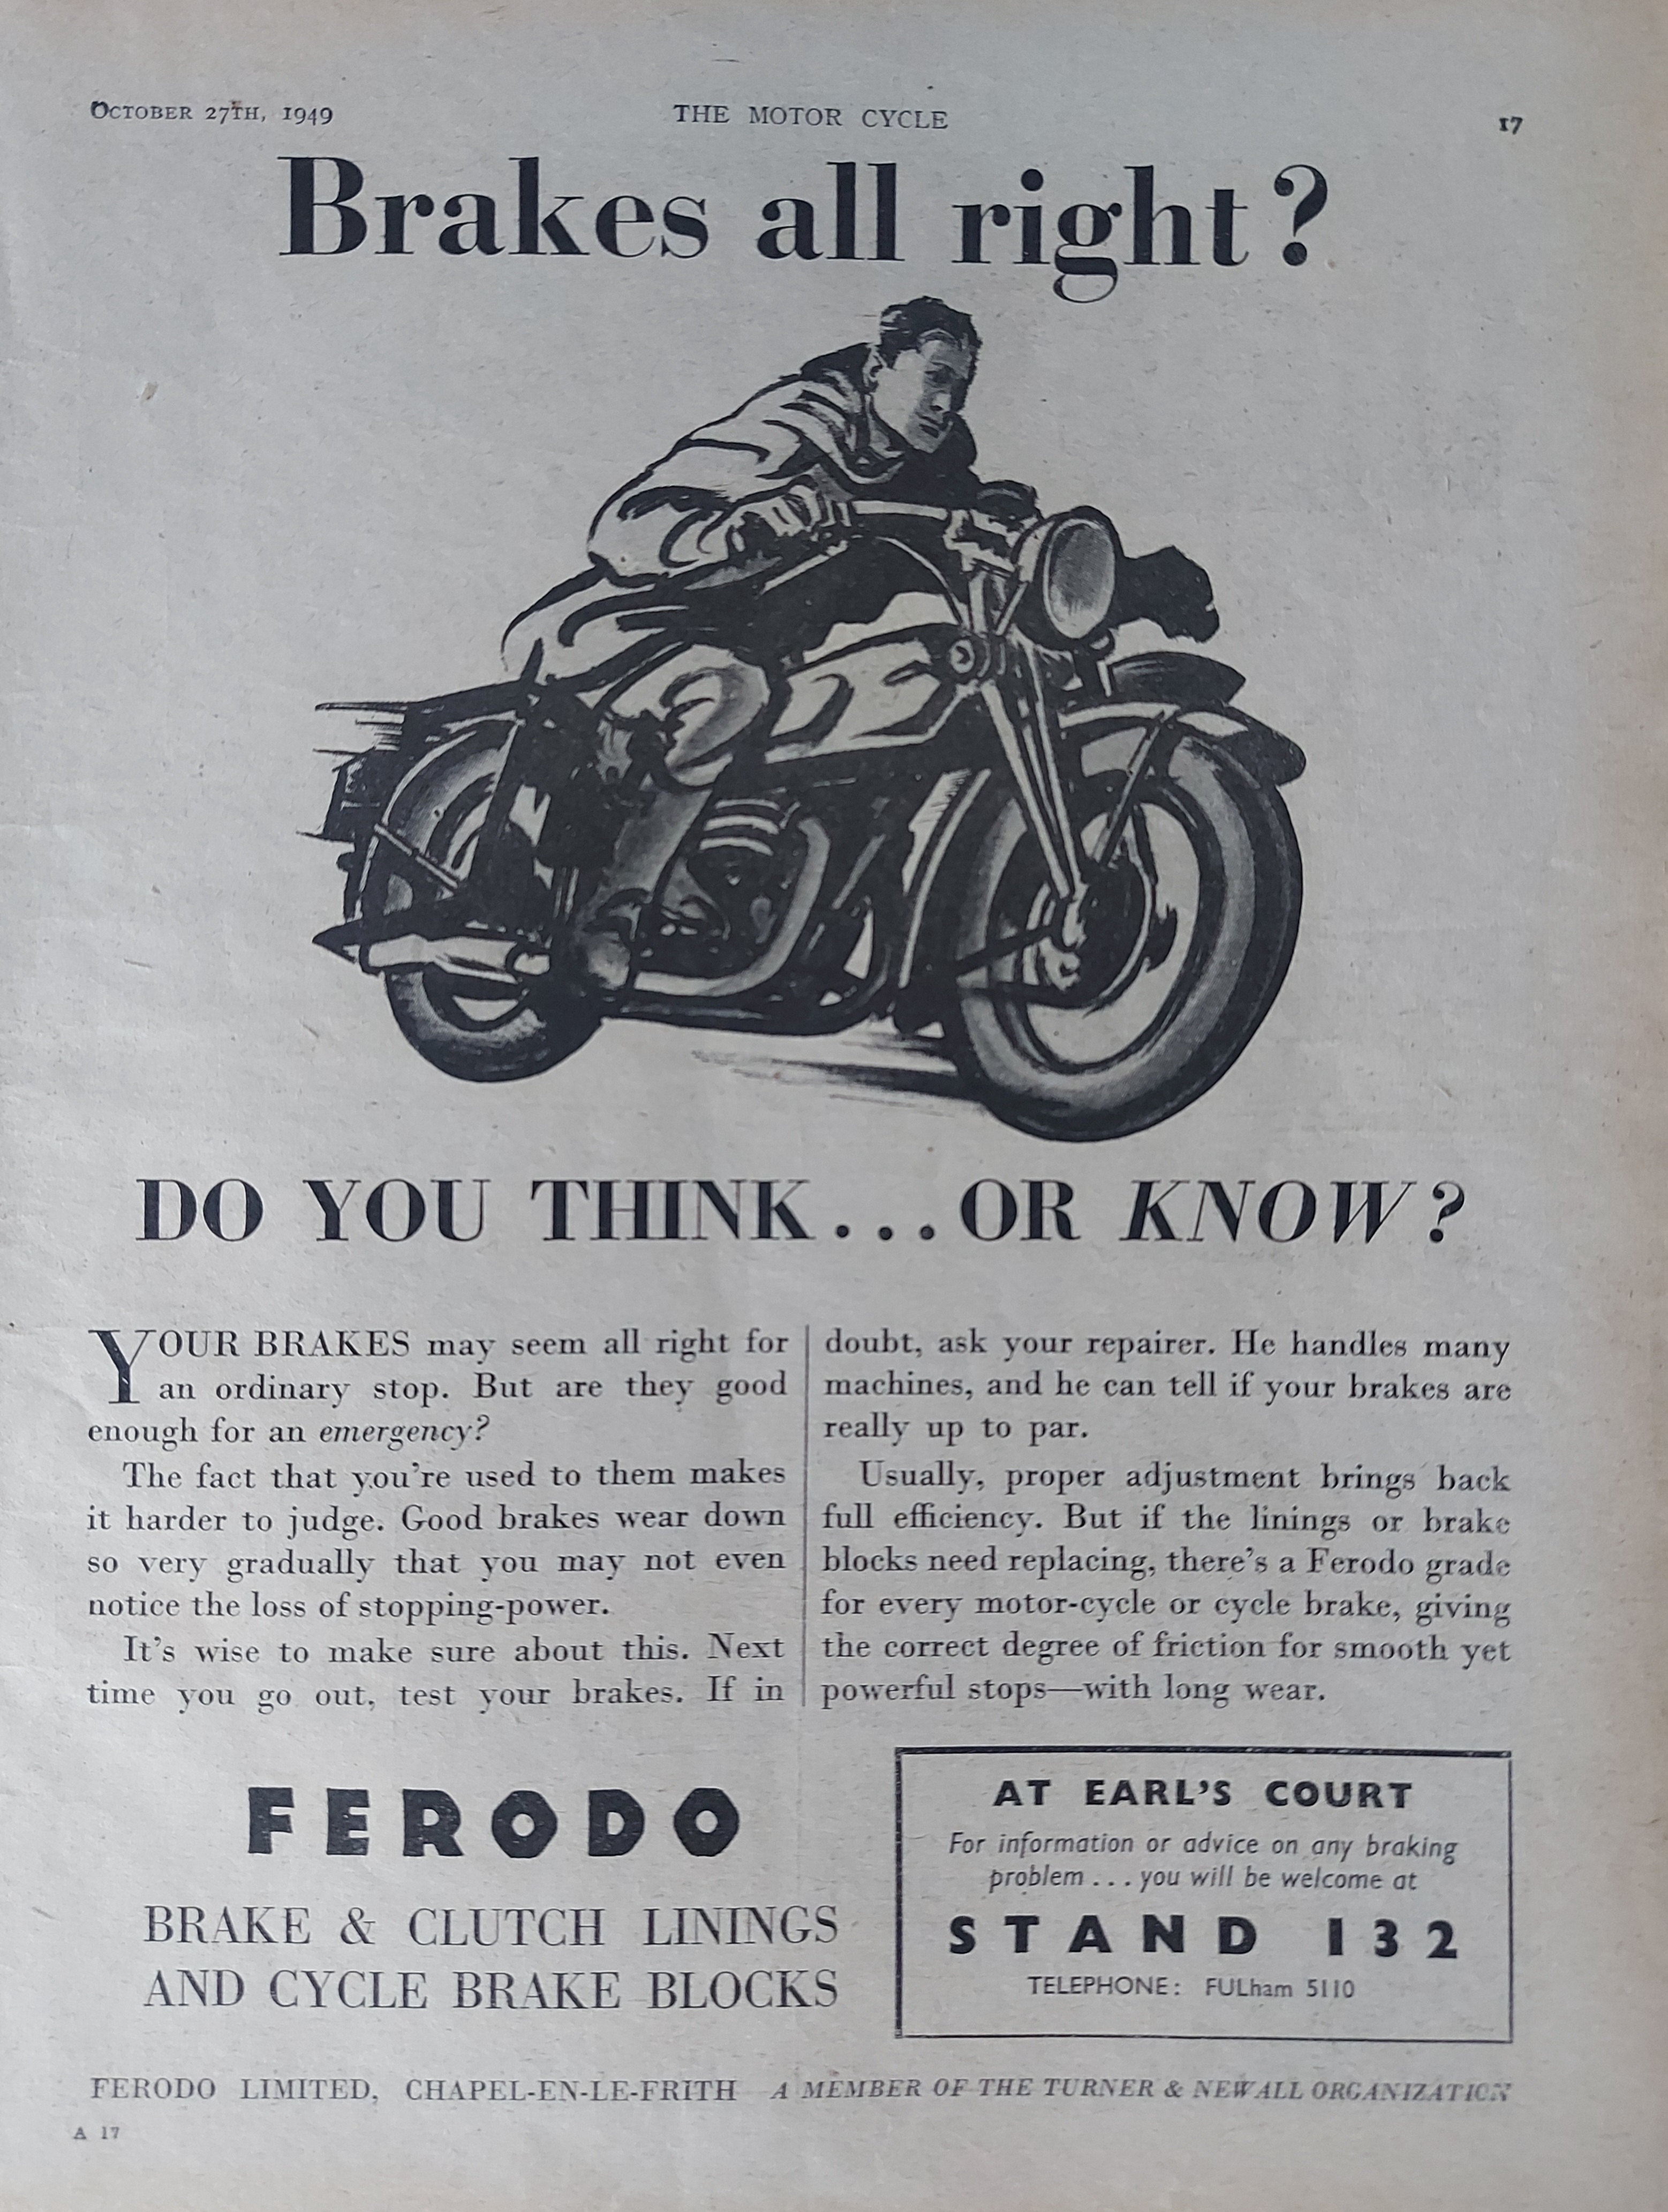 OCTOBER 27TH, 1949
THE MOTOR CYCLE
17
Brakes all right?
DO YOU THINK...OR KNOW?
YOUR BRAKES may seem all right for
an ordinary stop. But are they good
enough for an emergency?
The fact that you're used to them makes
it harder to judge. Good brakes wear down
so very gradually that you may not even
notice the loss of stopping-power.
It's wise to make sure about this. Next
time you go out, test your brakes. If in
doubt, ask your repairer. He handles many
machines, and he can tell if your brakes are
really up to par.
Usually, proper adjustment brings back
full efficiency. But if the linings or brake
blocks need replacing, there's a Ferodo grade
for every motor-cycle or cycle brake, giving
the correct degree of friction for smooth yet
powerful stops—with long wear.
FERODO
BRAKE & CLUTCH LININGS
AND CYCLE BRAKE BLOCKS
AT EARL'S COURT
For information or advice on any braking
problem...you will be welcome at
STAND 132
TELEPHONE: FULham 5110
FERODO LIMITED, CHAPEL-EN-LE-FRITH A MEMBER OF THE TURNER & NEWALL ORGANIZATION
A 17